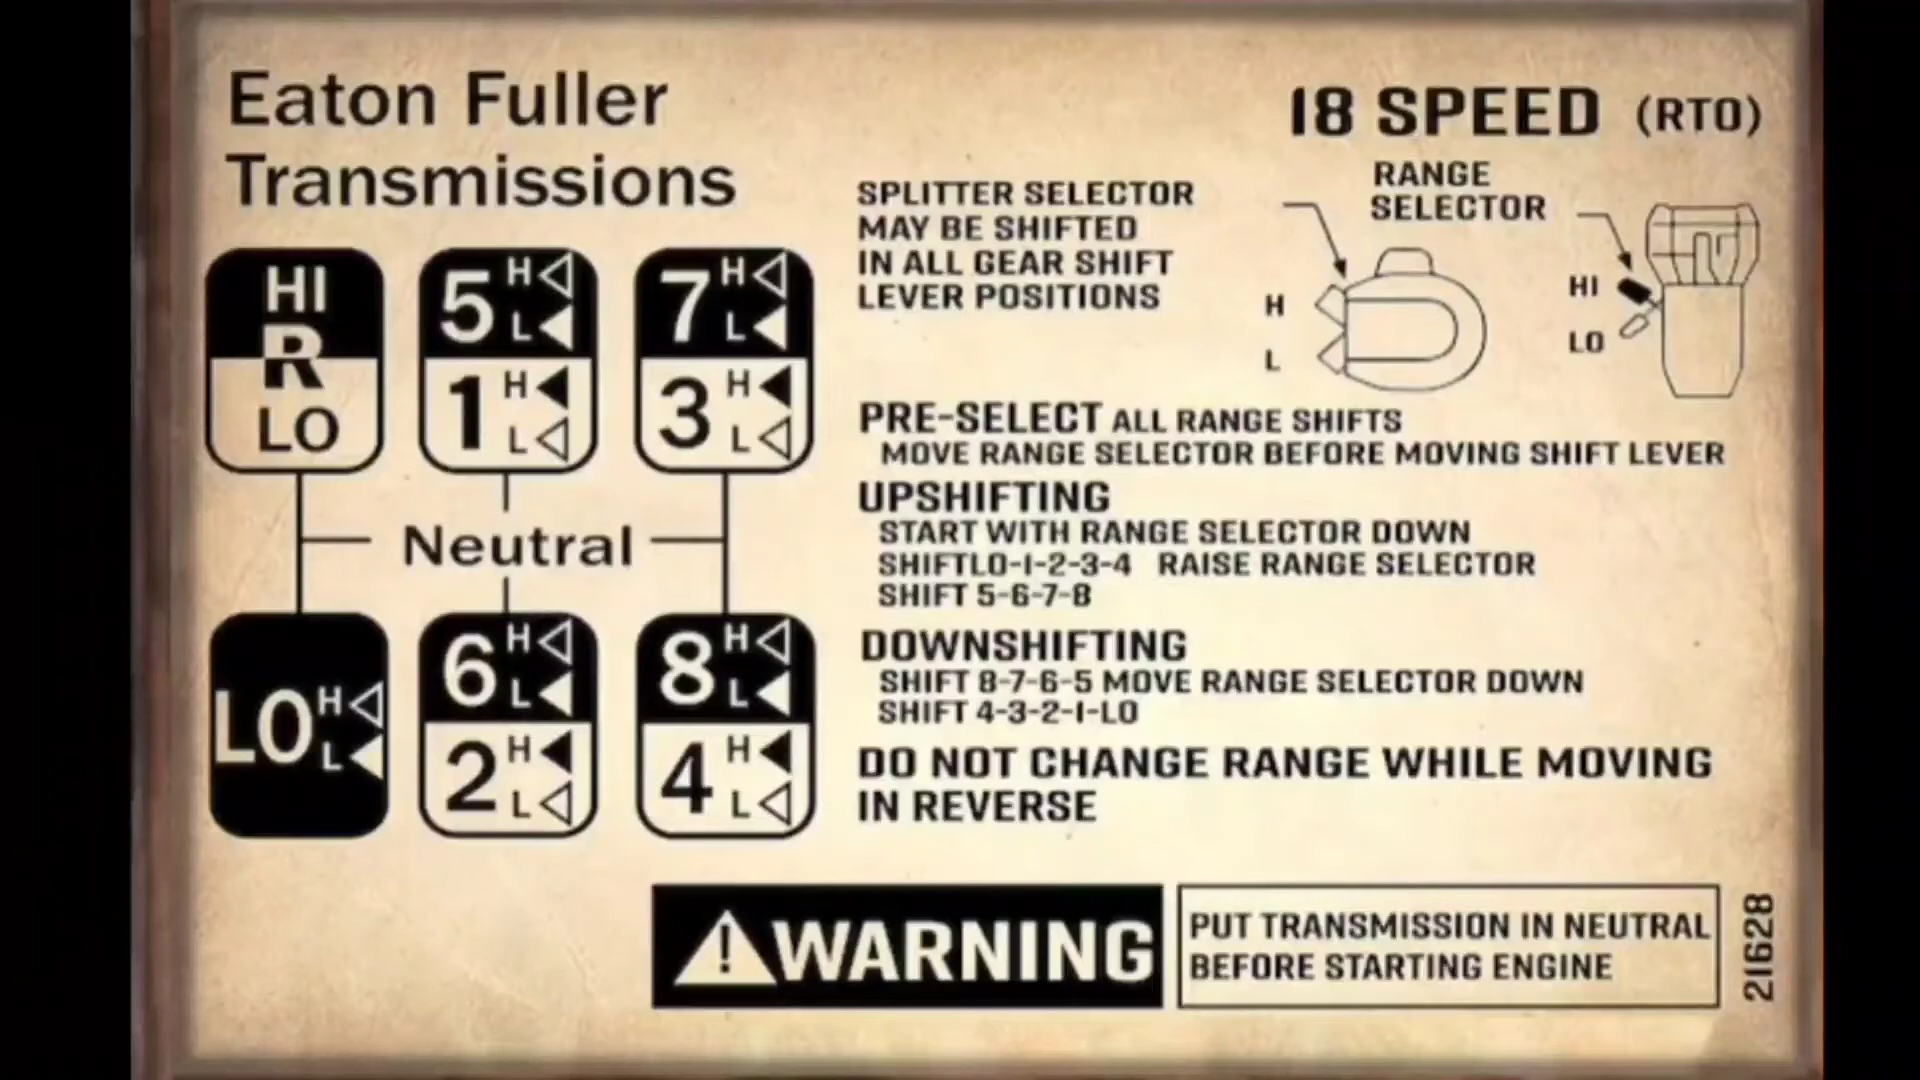 Eaton Fuller
Transmissions
18 SPEED (RTO)
RANGE
SELECTOR
SPLITTER SELECTOR
MAY BE SHIFTED
IN ALL GEAR SHIFT
LEVER POSITIONS
H
L
HI
LO
HI
R
LO
5 H L
1 H L
7 H L
3 H L
Neutral
LO H L
6 H L
2 H L
8 H L
4 H L
PRE-SELECT ALL RANGE SHIFTS
MOVE RANGE SELECTOR BEFORE MOVING SHIFT LEVER
UPSHIFTING
START WITH RANGE SELECTOR DOWN
SHIFTLO-1-2-3-4 RAISE RANGE SELECTOR
SHIFT 5-6-7-8
DOWNSHIFTING
SHIFT 8-7-6-5 MOVE RANGE SELECTOR DOWN
SHIFT 4-3-2-1-LO
DO NOT CHANGE RANGE WHILE MOVING
IN REVERSE
! WARNING
PUT TRANSMISSION IN NEUTRAL
BEFORE STARTING ENGINE
21628